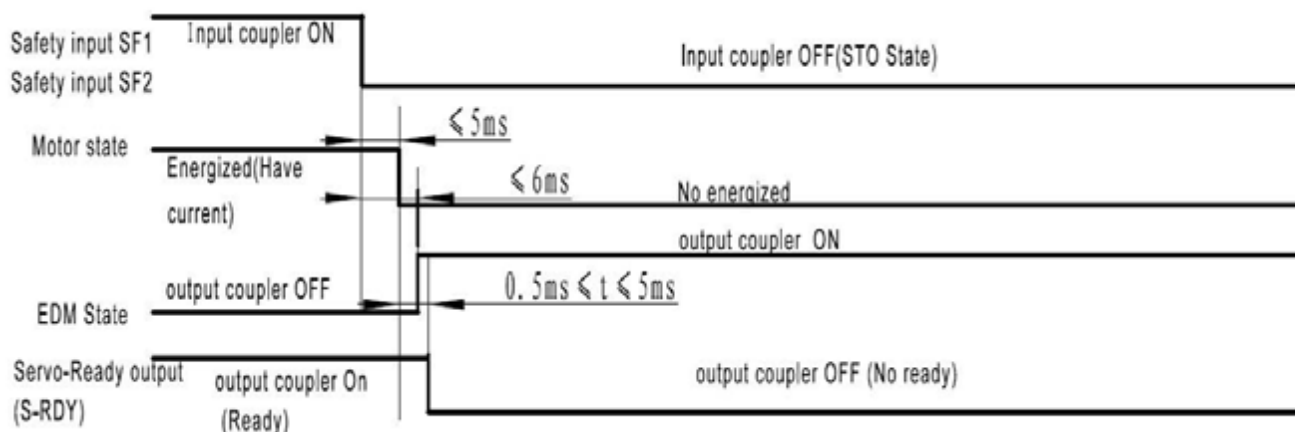 Safety input SF1
Input coupler ON
Safety input SF2
Input coupler OFF(STO State)
⩽5ms
Motor state
Energized(Have
current)
⩽6ms
No energized
output coupler ON
output coupler OFF
0.5ms⩽t⩽5ms
EDM State
Servo-Ready output
(S-RDY)
output coupler On
(Ready)
output coupler OFF (No ready)